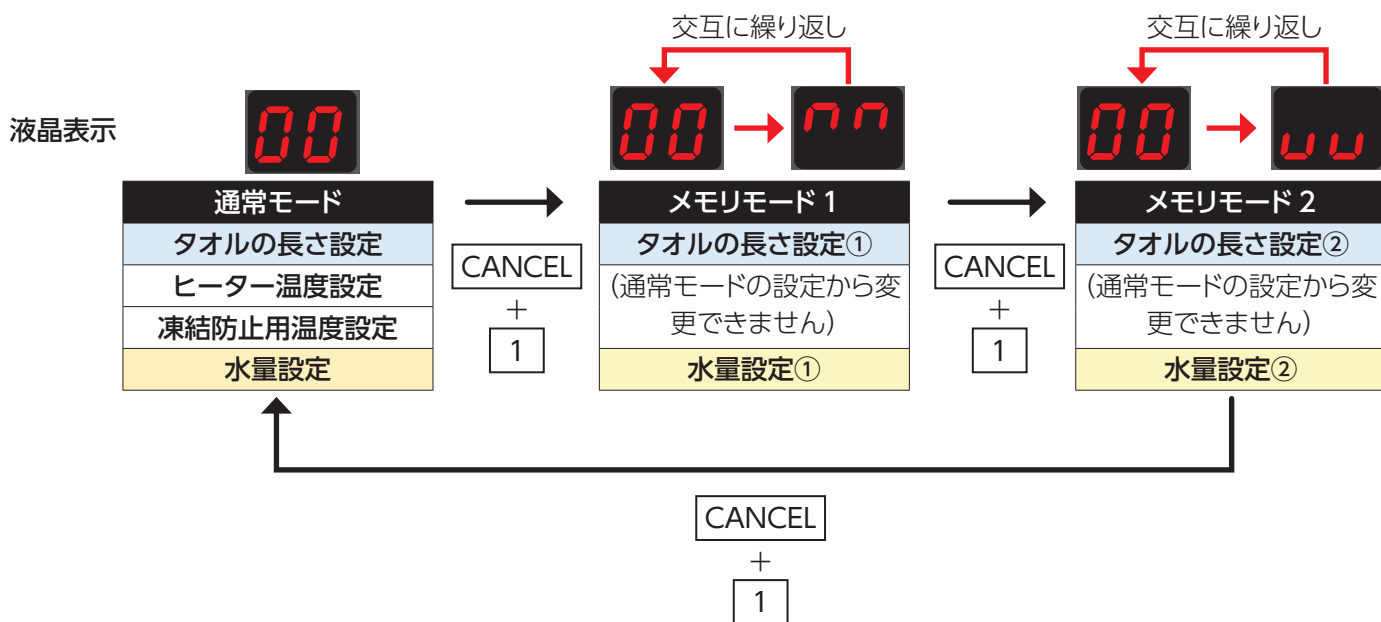 交互に繰り返し
交互に繰り返し
液晶表示
00
00
ՈՈ
00
uu
通常モード
タオルの長さ設定
ヒーター温度設定
凍結防止用温度設定
水量設定
CANCEL
+
1
メモリモード 1
タオルの長さ設定①
(通常モードの設定から変
更できません)
水量設定①
CANCEL
+
1
メモリモード 2
タオルの長さ設定②
(通常モードの設定から変
更できません)
水量設定②
CANCEL
+
1